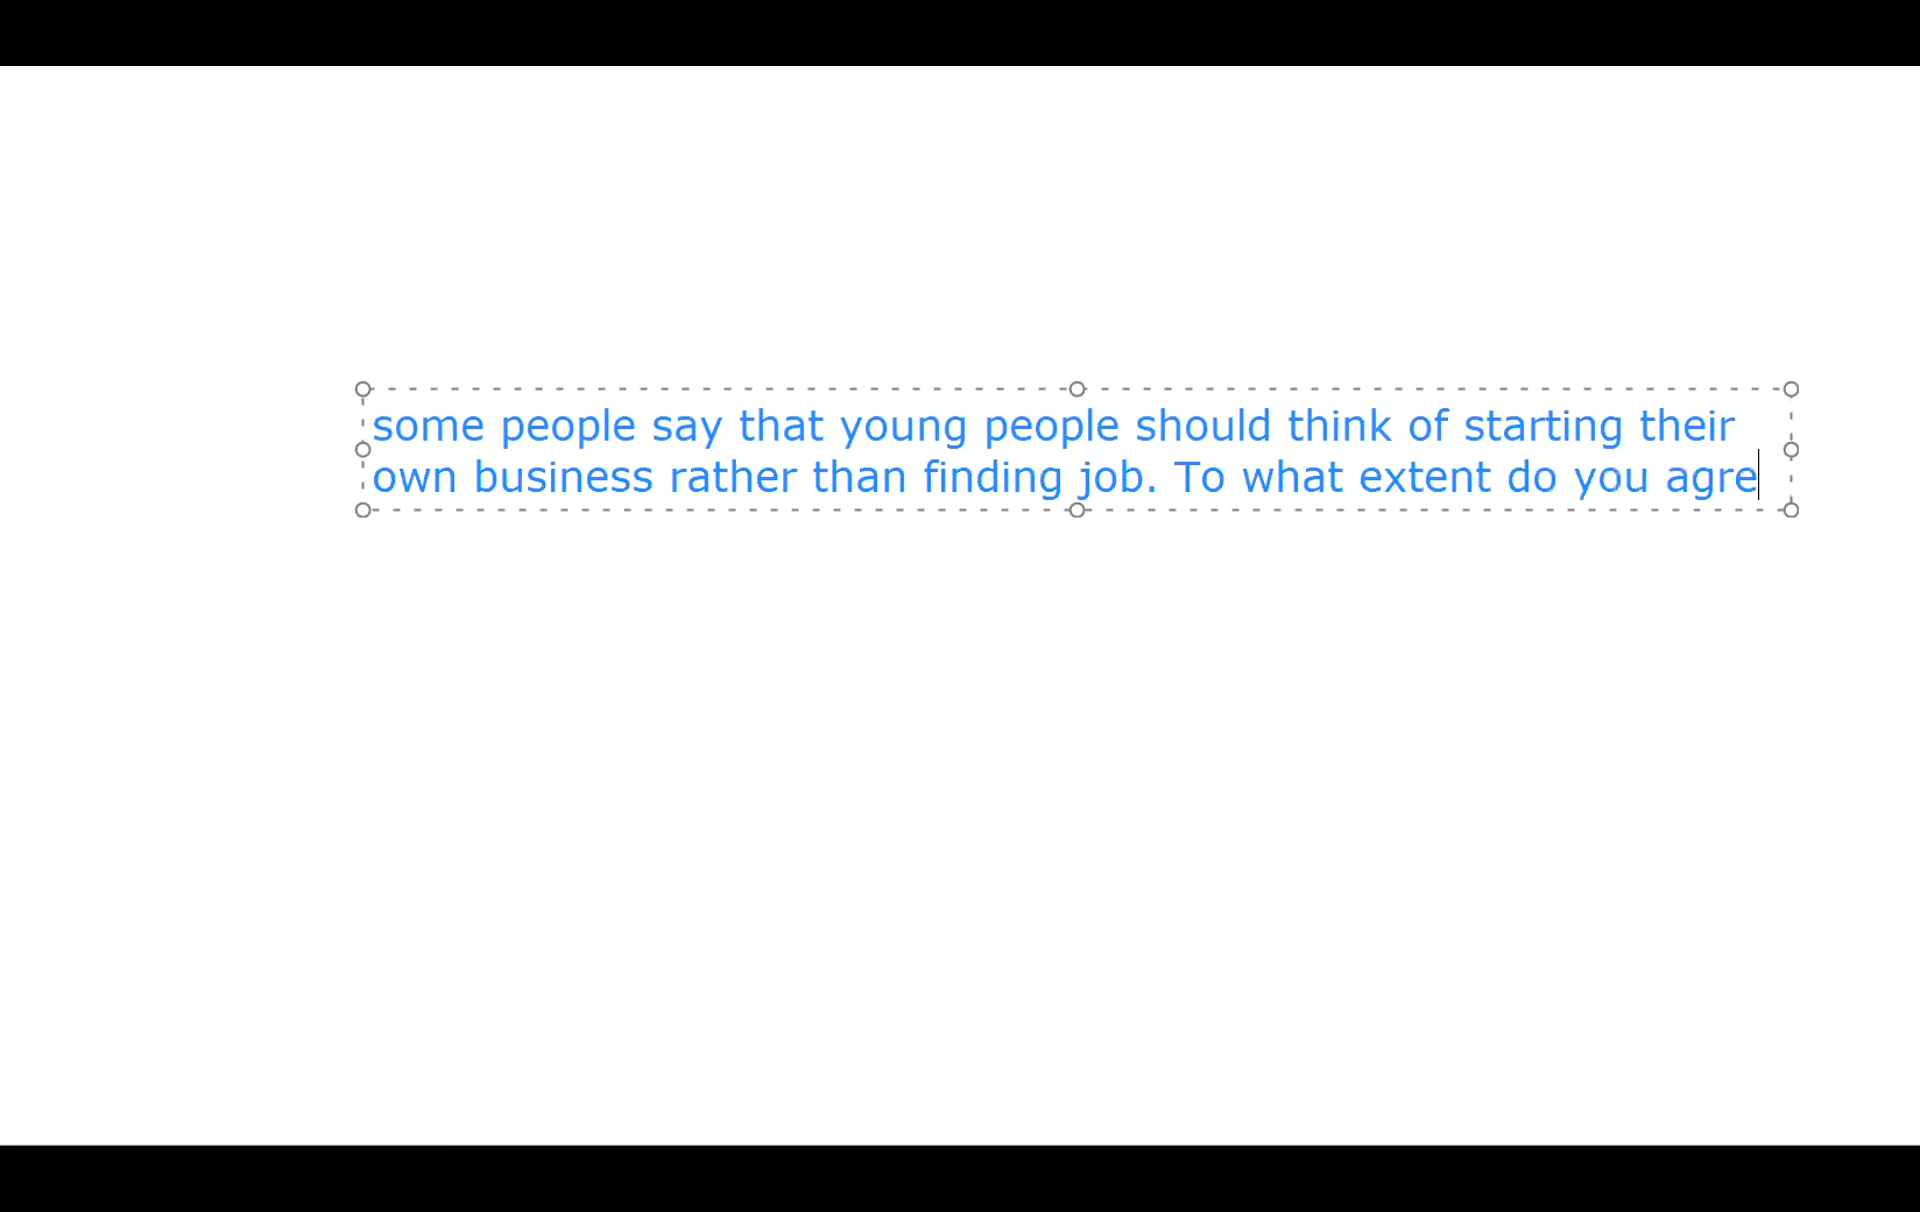 some people say that young people should think of starting their
own business rather than finding job. To what extent do you agre